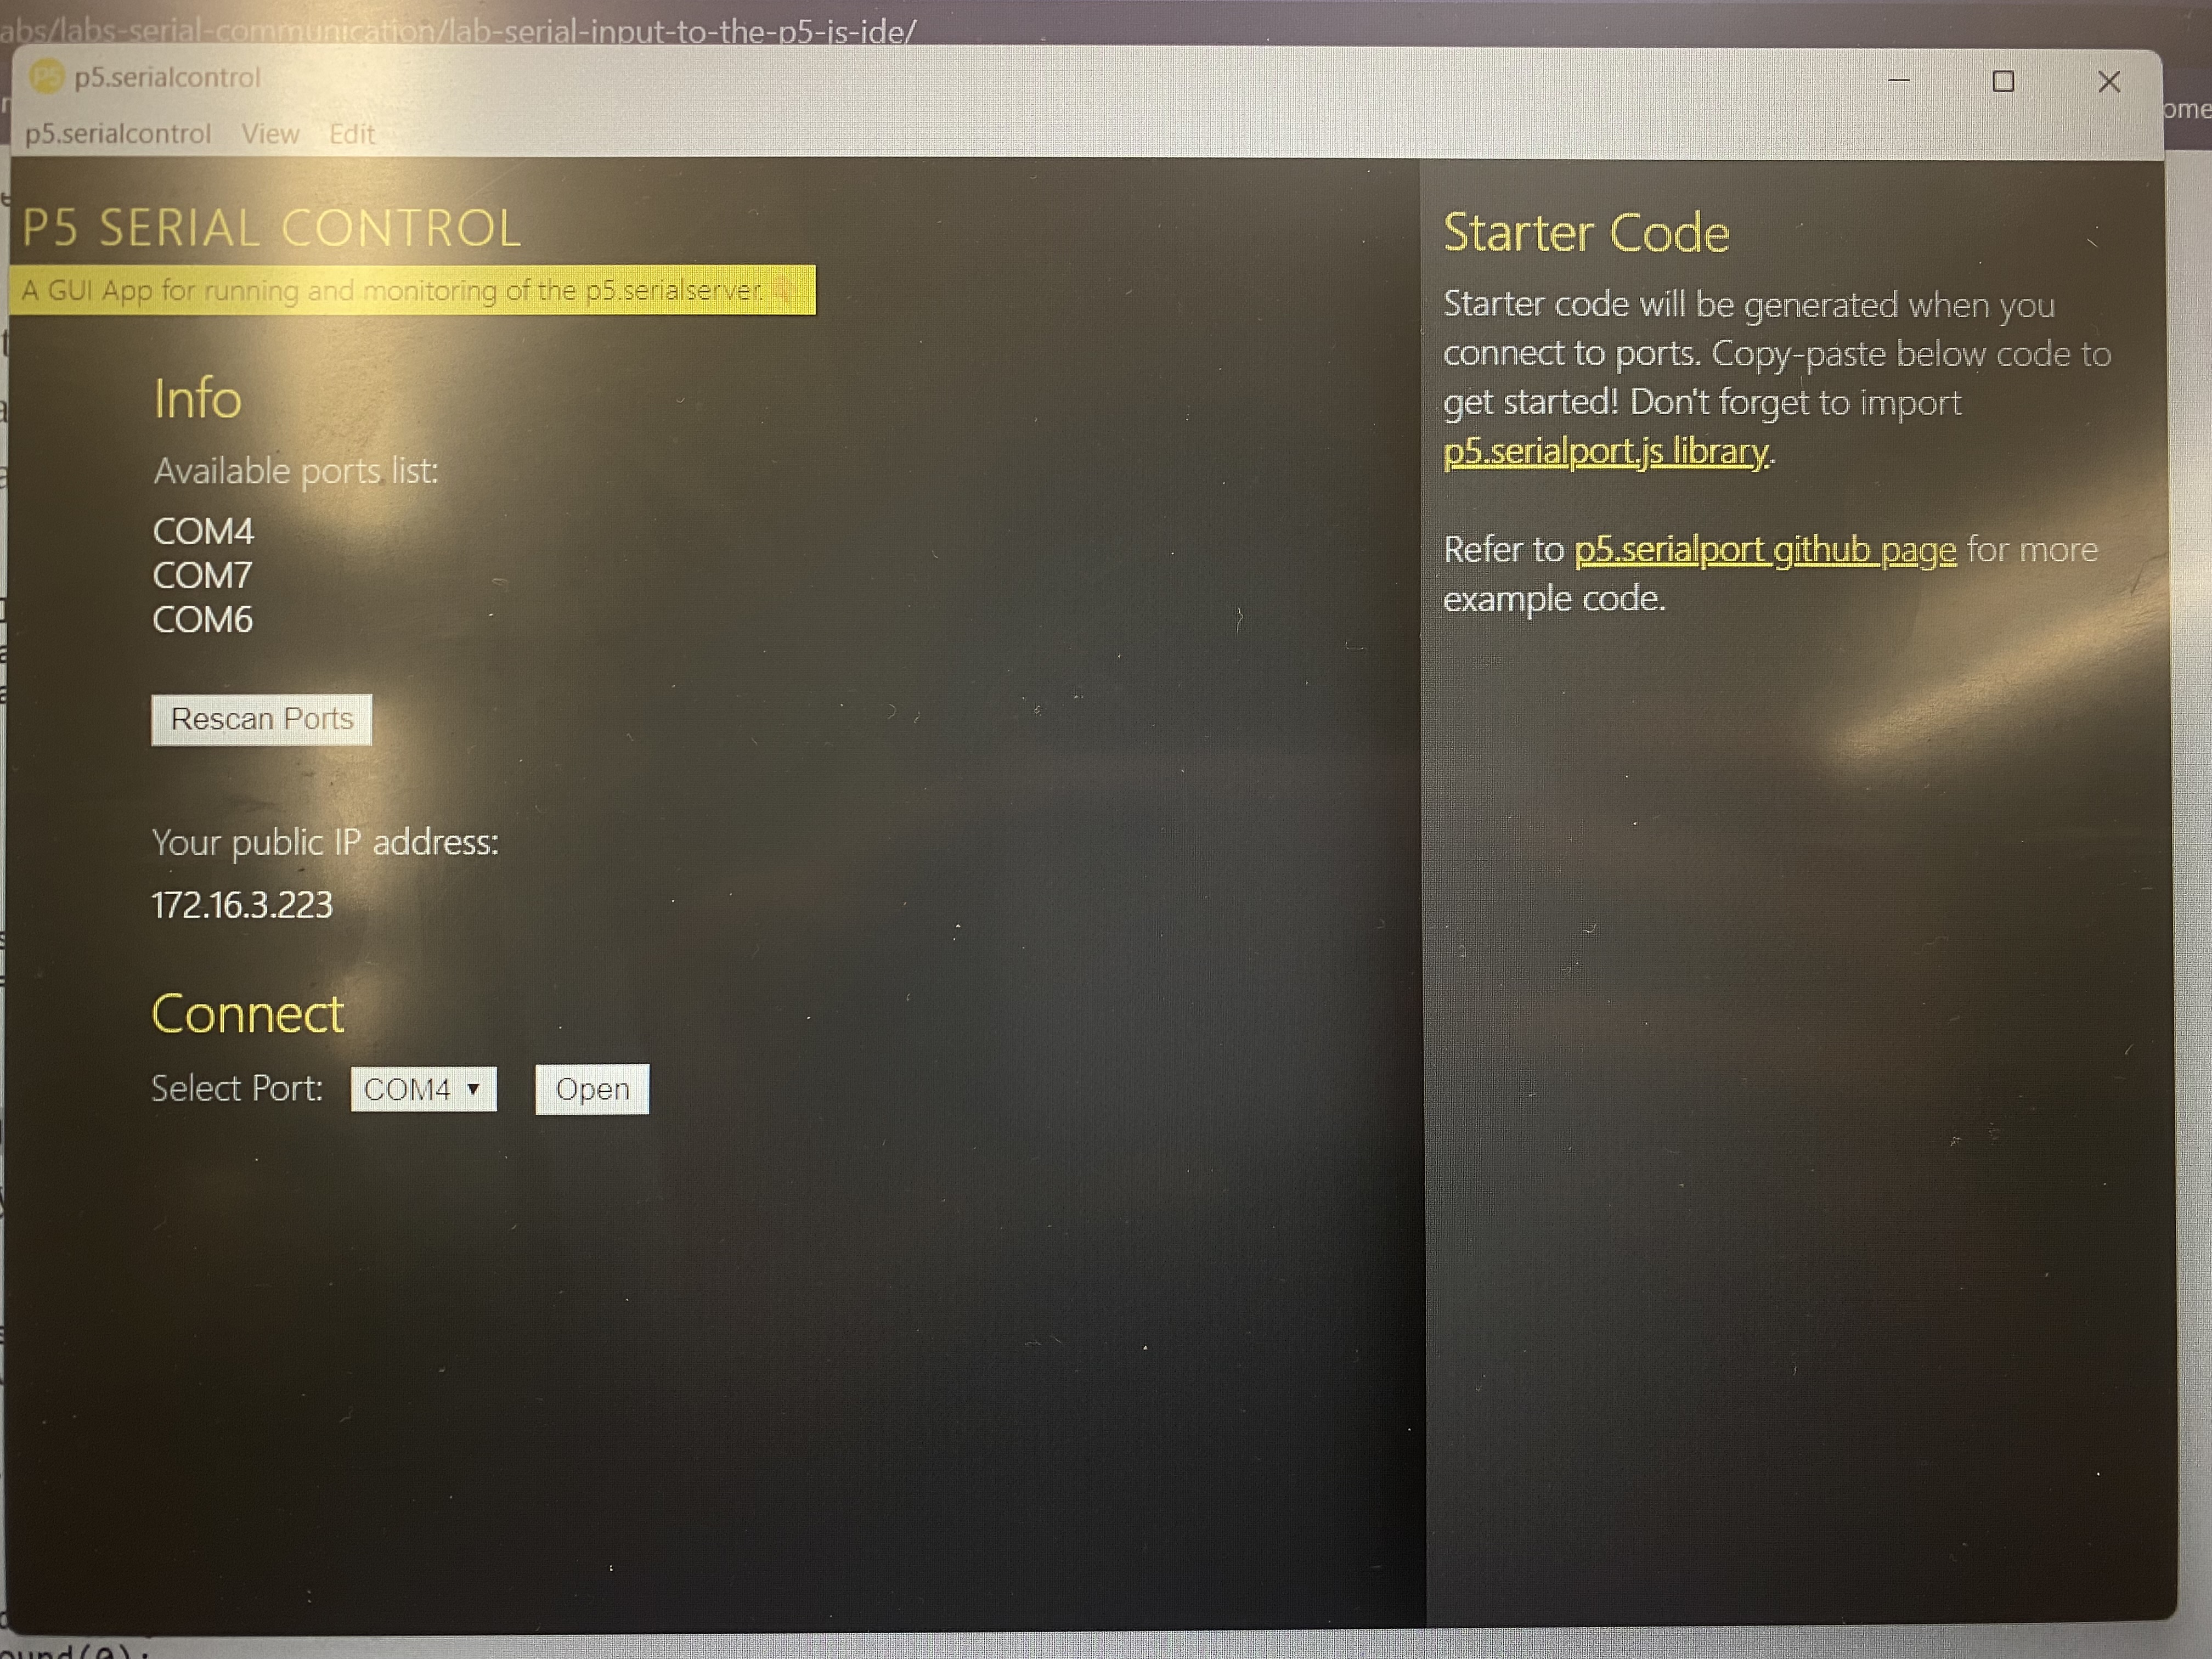 abs/labs-serial-communication/lab-serial-input-to-the-p5-js-ide/
p5.serialcontrol
p5.serialcontrol View Edit
ome
P5 SERIAL CONTROL
A GUI App for running and monitoring of the p5.serialserver.
Info
Available ports list:
COM4
COM7
COM6
Rescan Ports
Your public IP address:
172.16.3.223
Connect
Select Port: COM4 Open
Starter Code
Starter code will be generated when you
connect to ports. Copy-paste below code to
get started! Don't forget to import
p5.serialport.js library.
Refer to p5.serialport github page for more
example code.
ound(0);